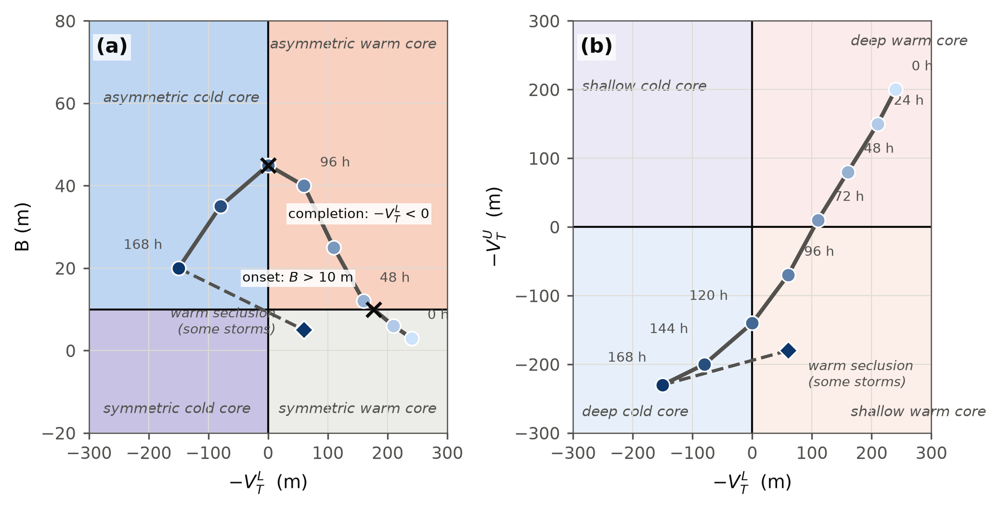 (a)
asymmetric warm core
asymmetric cold core
96 h
completion: −V_T^L < 0
168 h
onset: B > 10 m
48 h
warm seclusion
(some storms)
0 h
symmetric cold core
symmetric warm core
80
60
40
20
0
−20
B (m)
−300 −200 −100 0 100 200 300
−V_T^L (m)
(b)
deep warm core
0 h
shallow cold core
24 h
48 h
72 h
96 h
120 h
144 h
168 h
warm seclusion
(some storms)
deep cold core
shallow warm core
300
200
100
0
−100
−200
−300
−V_T^U (m)
−300 −200 −100 0 100 200 300
−V_T^L (m)